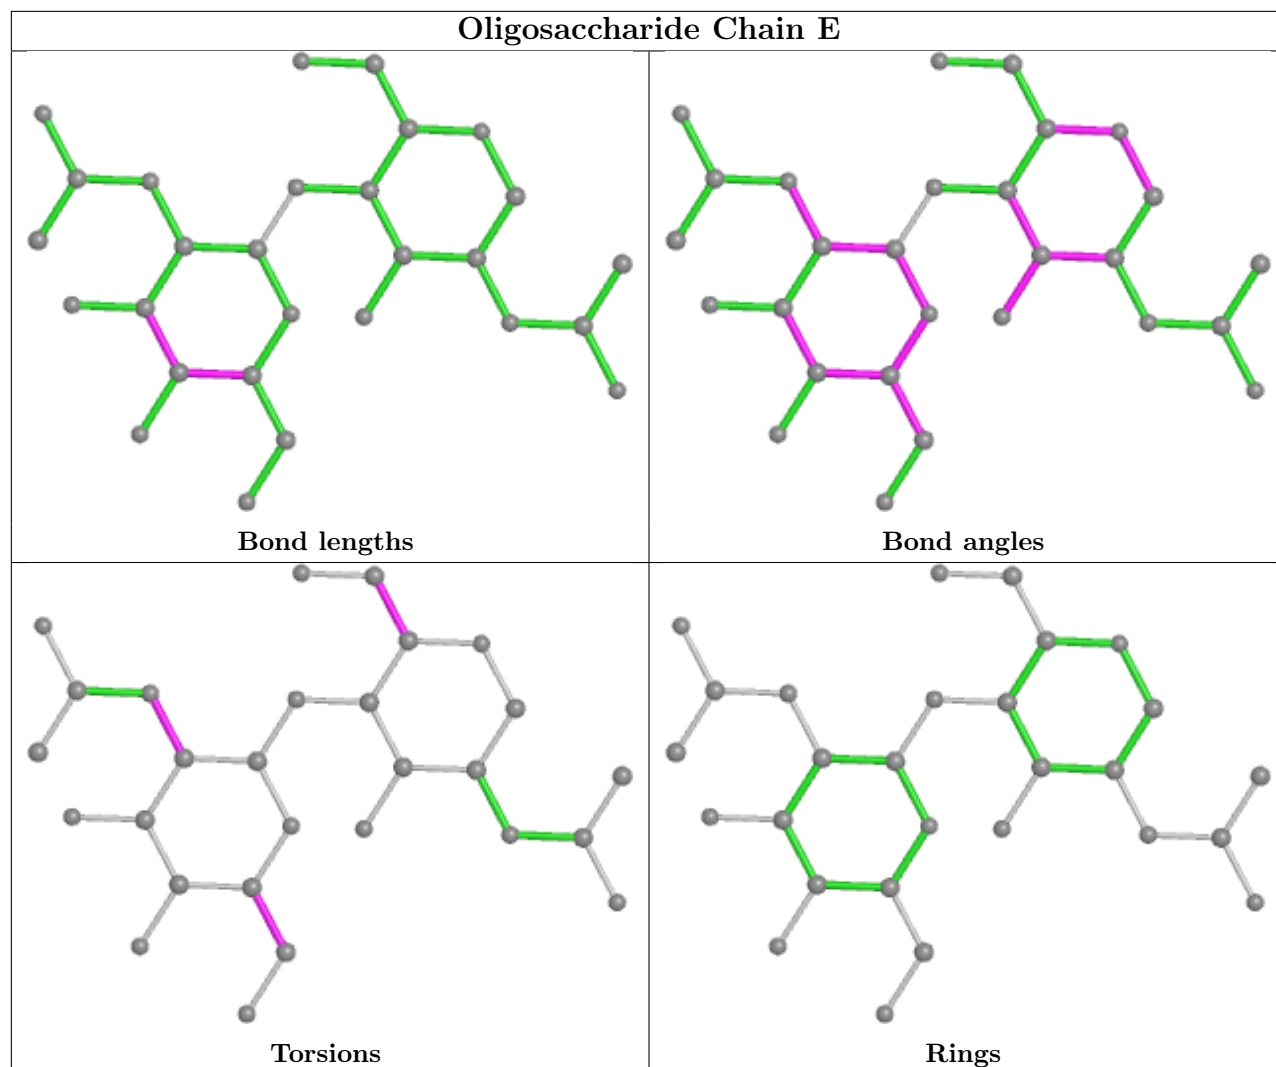 Oligosaccharide Chain E
Bond lengths
Bond angles
Torsions
Rings